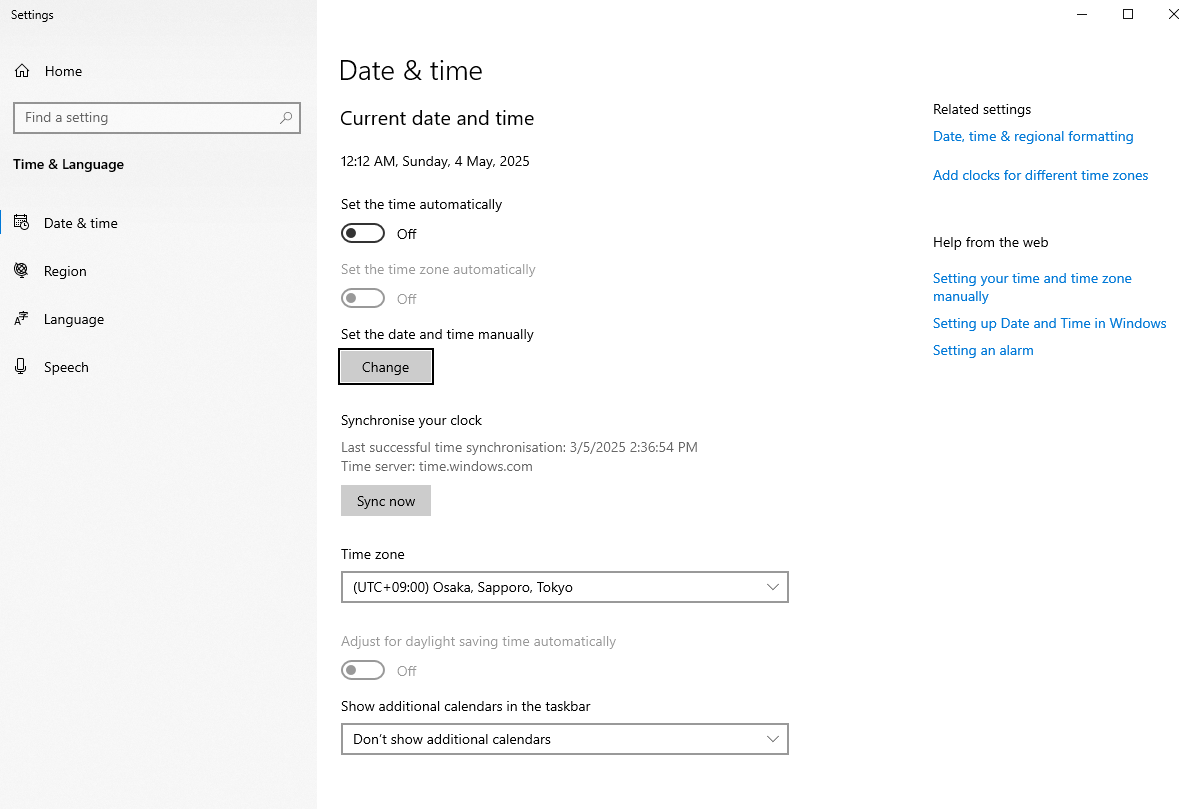 Settings
Home
Find a setting
Time & Language
Date & time
Region
Language
Speech
Date & time
Current date and time
12:12 AM, Sunday, 4 May, 2025
Set the time automatically
Off
Set the time zone automatically
Off
Set the date and time manually
Change
Synchronise your clock
Last successful time synchronisation: 3/5/2025 2:36:54 PM
Time server: time.windows.com
Sync now
Time zone
(UTC+09:00) Osaka, Sapporo, Tokyo
Adjust for daylight saving time automatically
Off
Show additional calendars in the taskbar
Don't show additional calendars
Related settings
Date, time & regional formatting
Add clocks for different time zones
Help from the web
Setting your time and time zone
manually
Setting up Date and Time in Windows
Setting an alarm